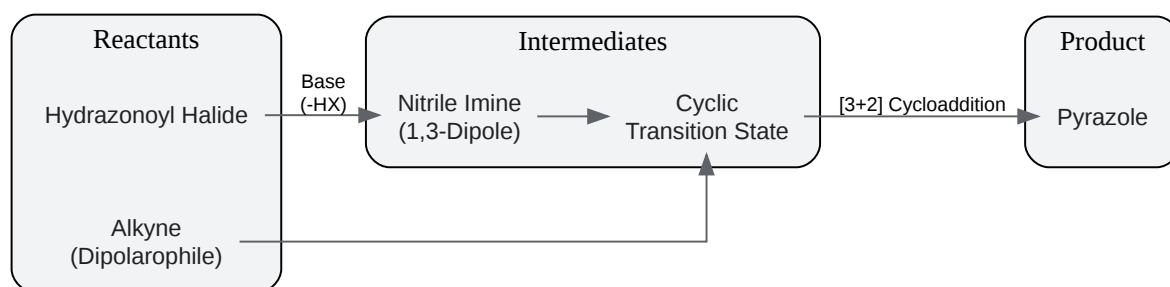 Reactants
Intermediates
Product
Hydrazonoyl Halide
Base
(-HX)
Nitrile Imine
(1,3-Dipole)
Cyclic
Transition State
[3+2] Cycloaddition
Pyrazole
Alkyne
(Dipolarophile)